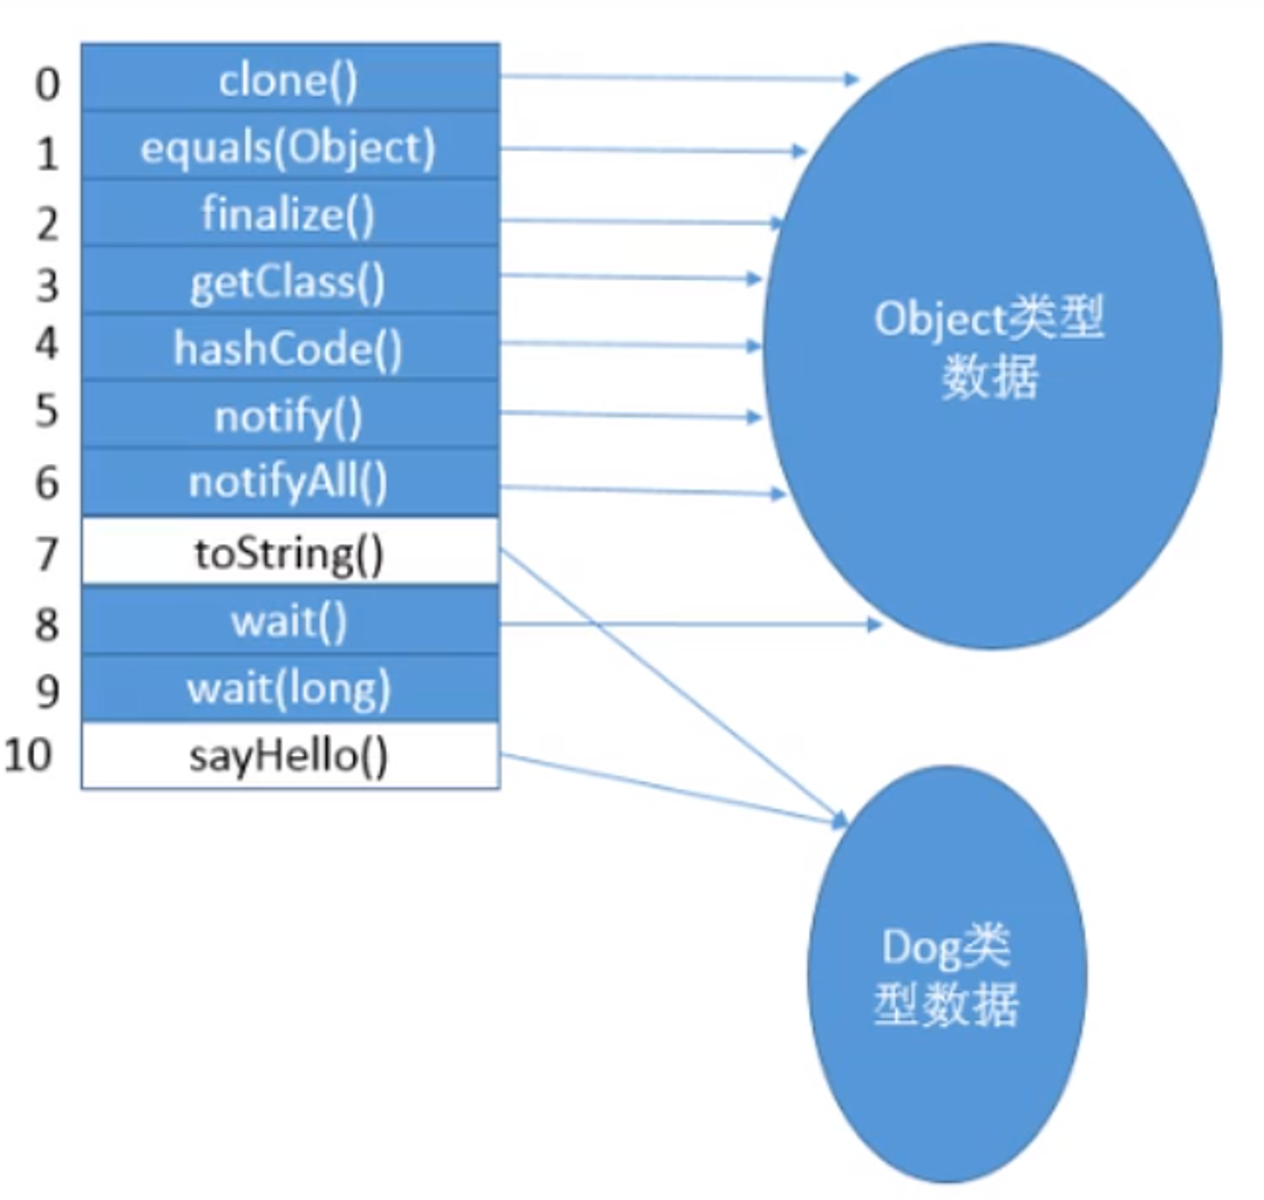 0 clone()
1 equals(Object)
2 finalize()
3 getClass()
4 hashCode()
5 notify()
6 notifyAll()
7 toString()
8 wait()
9 wait(long)
10 sayHello()
Object类型
数据
Dog类
型数据